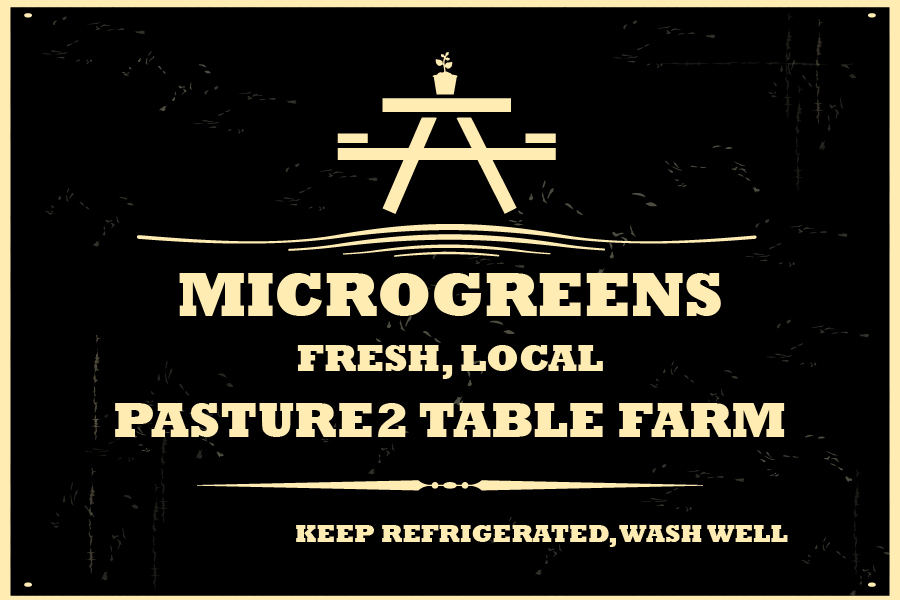 MICROGREENS
FRESH, LOCAL
PASTURE2 TABLE FARM
KEEP REFRIGERATED, WASH WELL